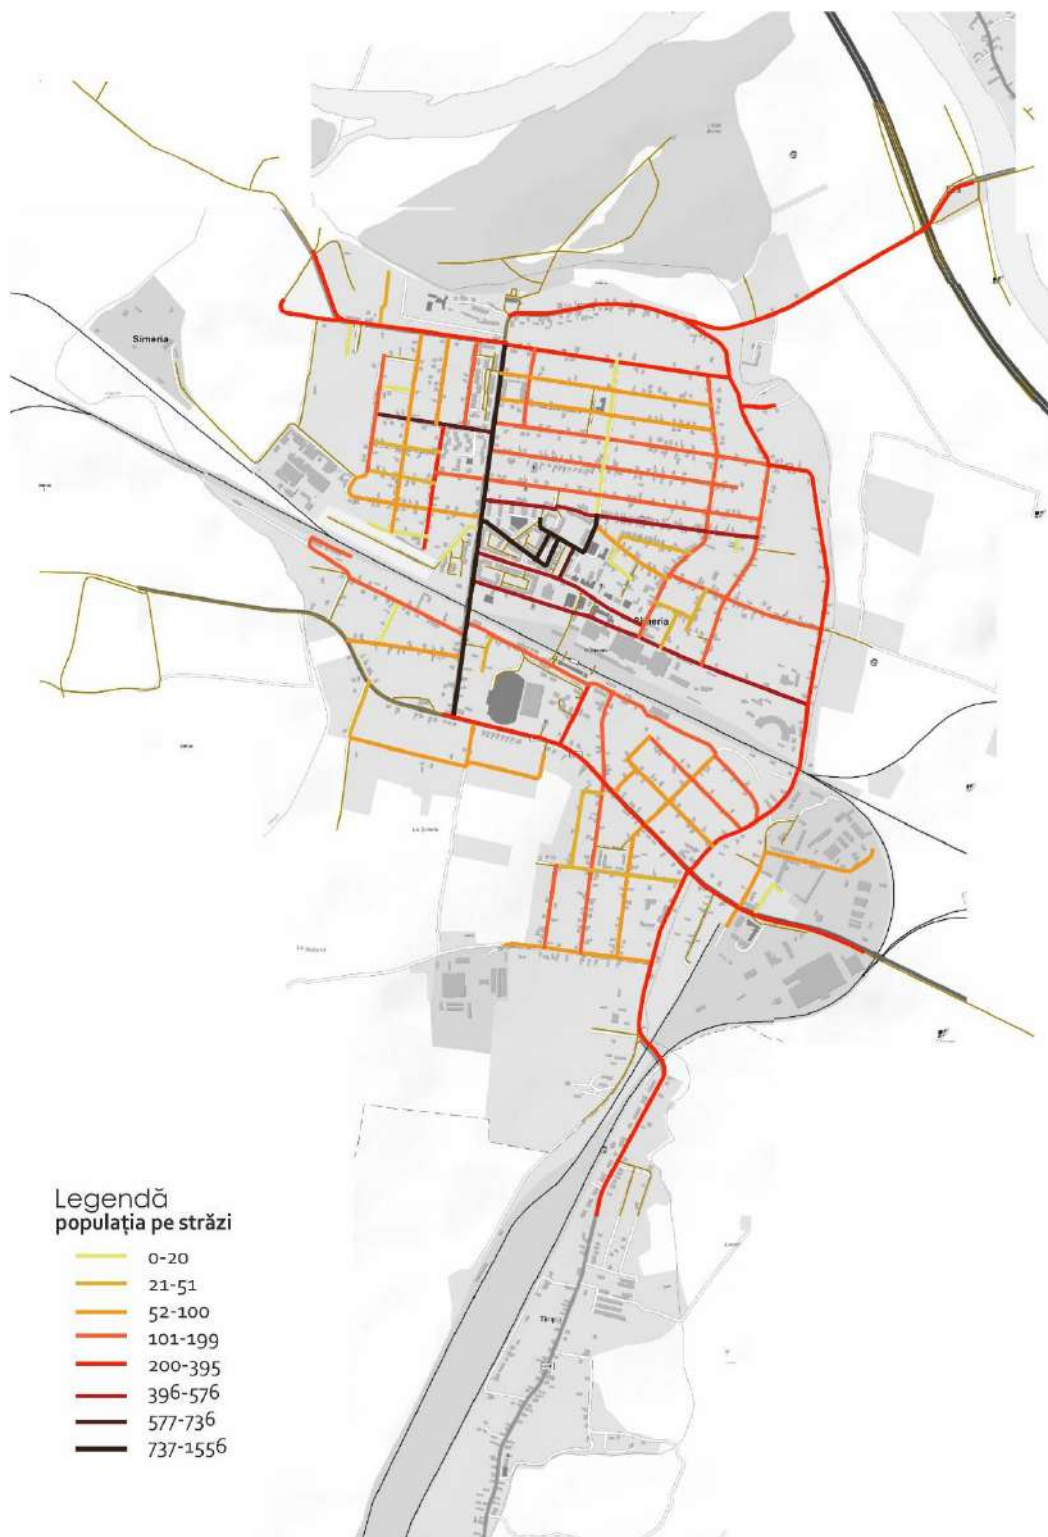 Simeria
Simeria
Legendă
populația pe străzi
0-20
21-51
52-100
101-199
200-395
396-576
577-736
737-1556